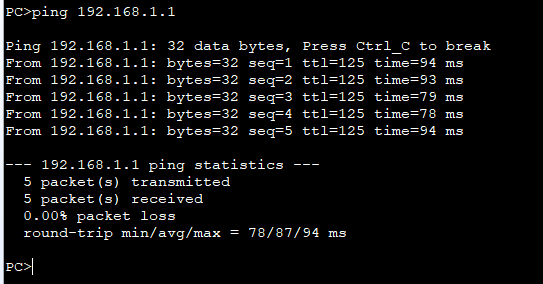 PC>ping 192.168.1.1
Ping 192.168.1.1: 32 data bytes, Press Ctrl_C to break
From 192.168.1.1: bytes=32 seq=1 ttl=125 time=94 ms
From 192.168.1.1: bytes=32 seq=2 ttl=125 time=93 ms
From 192.168.1.1: bytes=32 seq=3 ttl=125 time=79 ms
From 192.168.1.1: bytes=32 seq=4 ttl=125 time=78 ms
From 192.168.1.1: bytes=32 seq=5 ttl=125 time=94 ms
--- 192.168.1.1 ping statistics ---
5 packet(s) transmitted
5 packet(s) received
0.00% packet loss
round-trip min/avg/max = 78/87/94 ms
PC>